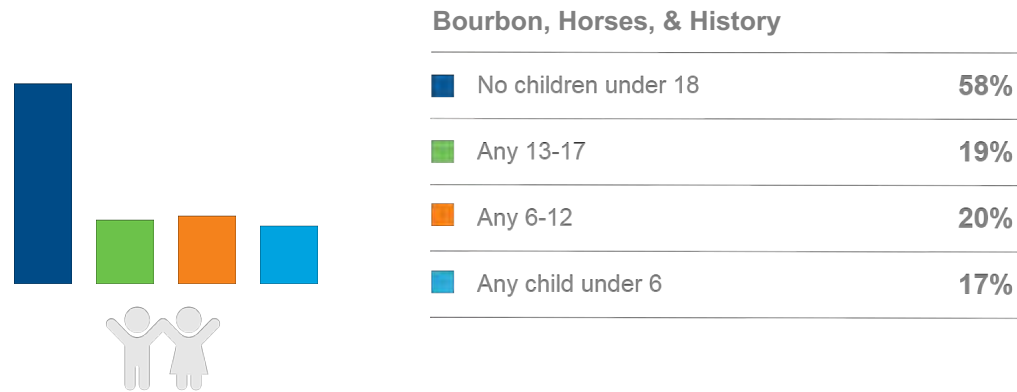 Bourbon, Horses, & History
No children under 18 58%
Any 13-17 19%
Any 6-12 20%
Any child under 6 17%